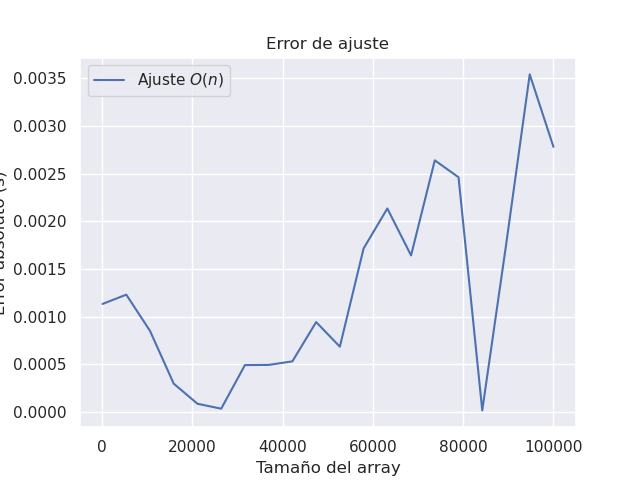 Error de ajuste
Ajuste O(n)
0.0035
0.0030
0.0025
0.0020
0.0015
0.0010
0.0005
0.0000
Error absoluto (s)
0 20000 40000 60000 80000 100000
Tamaño del array